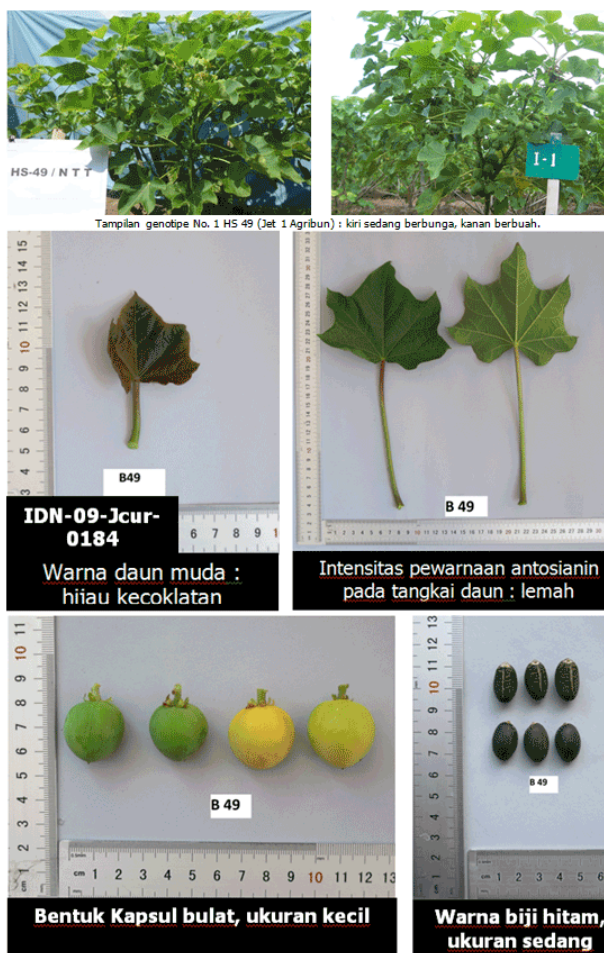 HS-49 / N T T
I-1
Tampilan genotipe No. 1 HS 49 (Jet 1 Agribun) : kiri sedang berbunga, kanan berbuah.
B49
IDN-09-Jcur-
0184
Warna daun muda :
hijau kecoklatan
B 49
Intensitas pewarnaan antosianin
pada tangkai daun : lemah
B 49
Bentuk Kapsul bulat, ukuran kecil
B 49
Warna biji hitam,
ukuran sedang